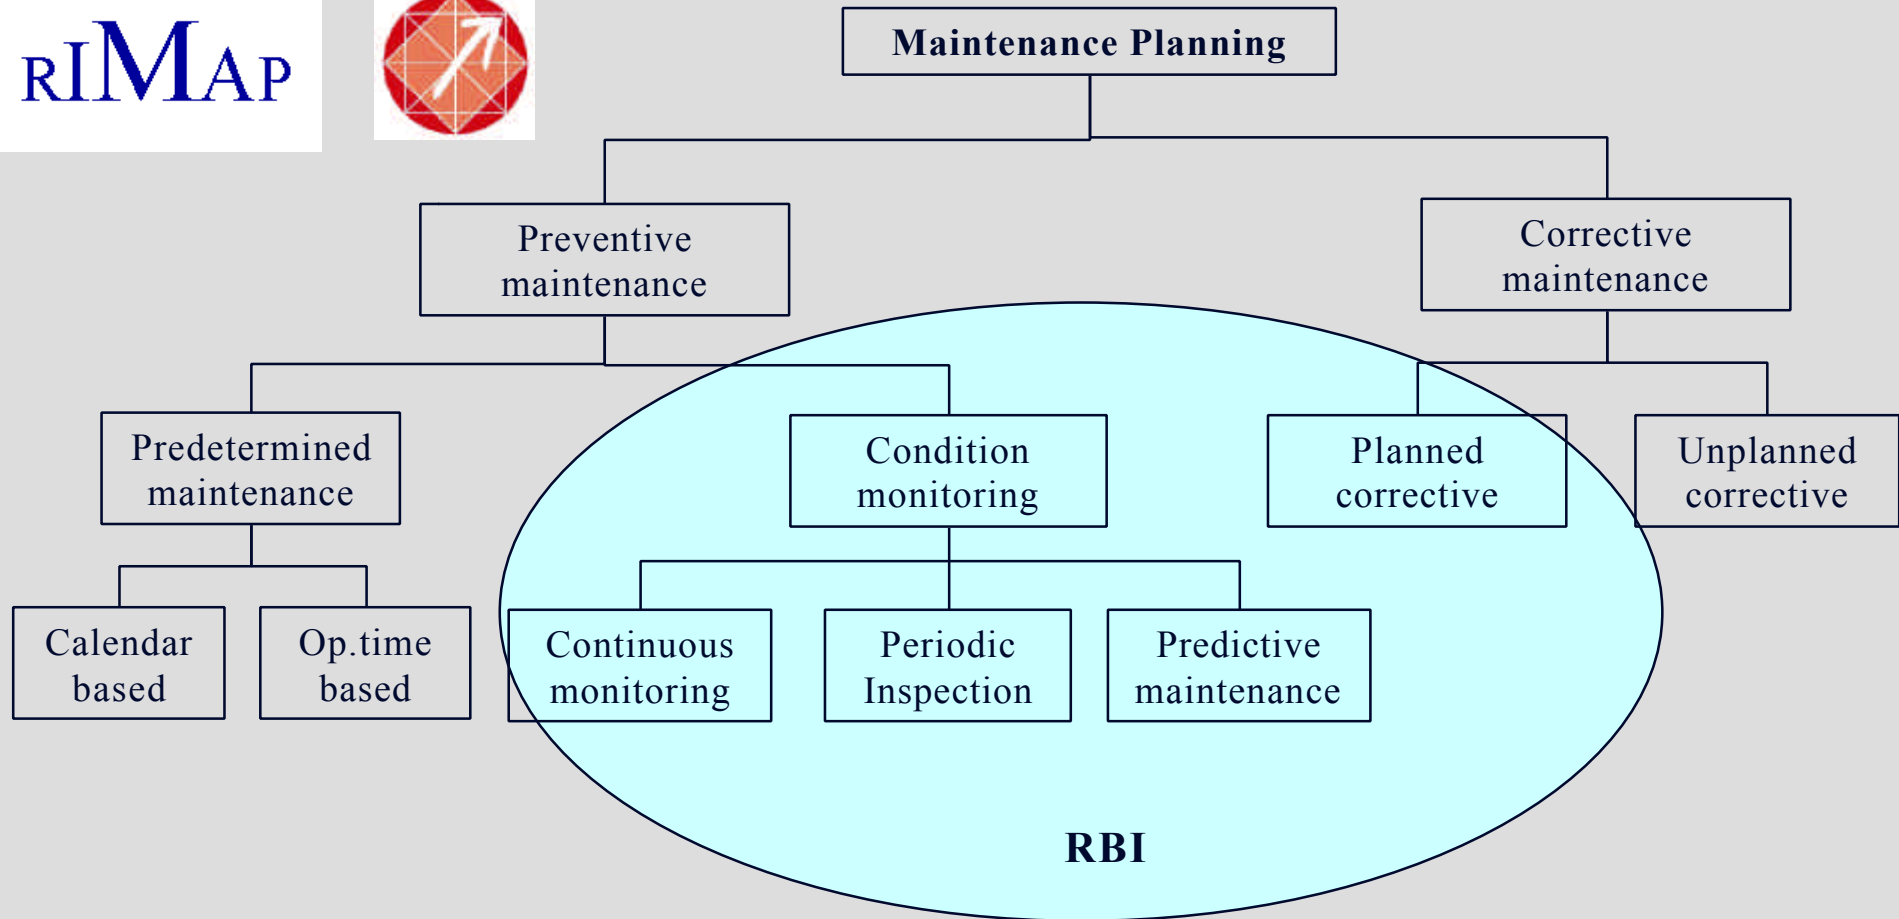 RIMAP
Maintenance Planning
Preventive
maintenance
Corrective
maintenance
Predetermined
maintenance
Condition
monitoring
Planned
corrective
Unplanned
corrective
Calendar
based
Op.time
based
Continuous
monitoring
Periodic
Inspection
Predictive
maintenance
RBI